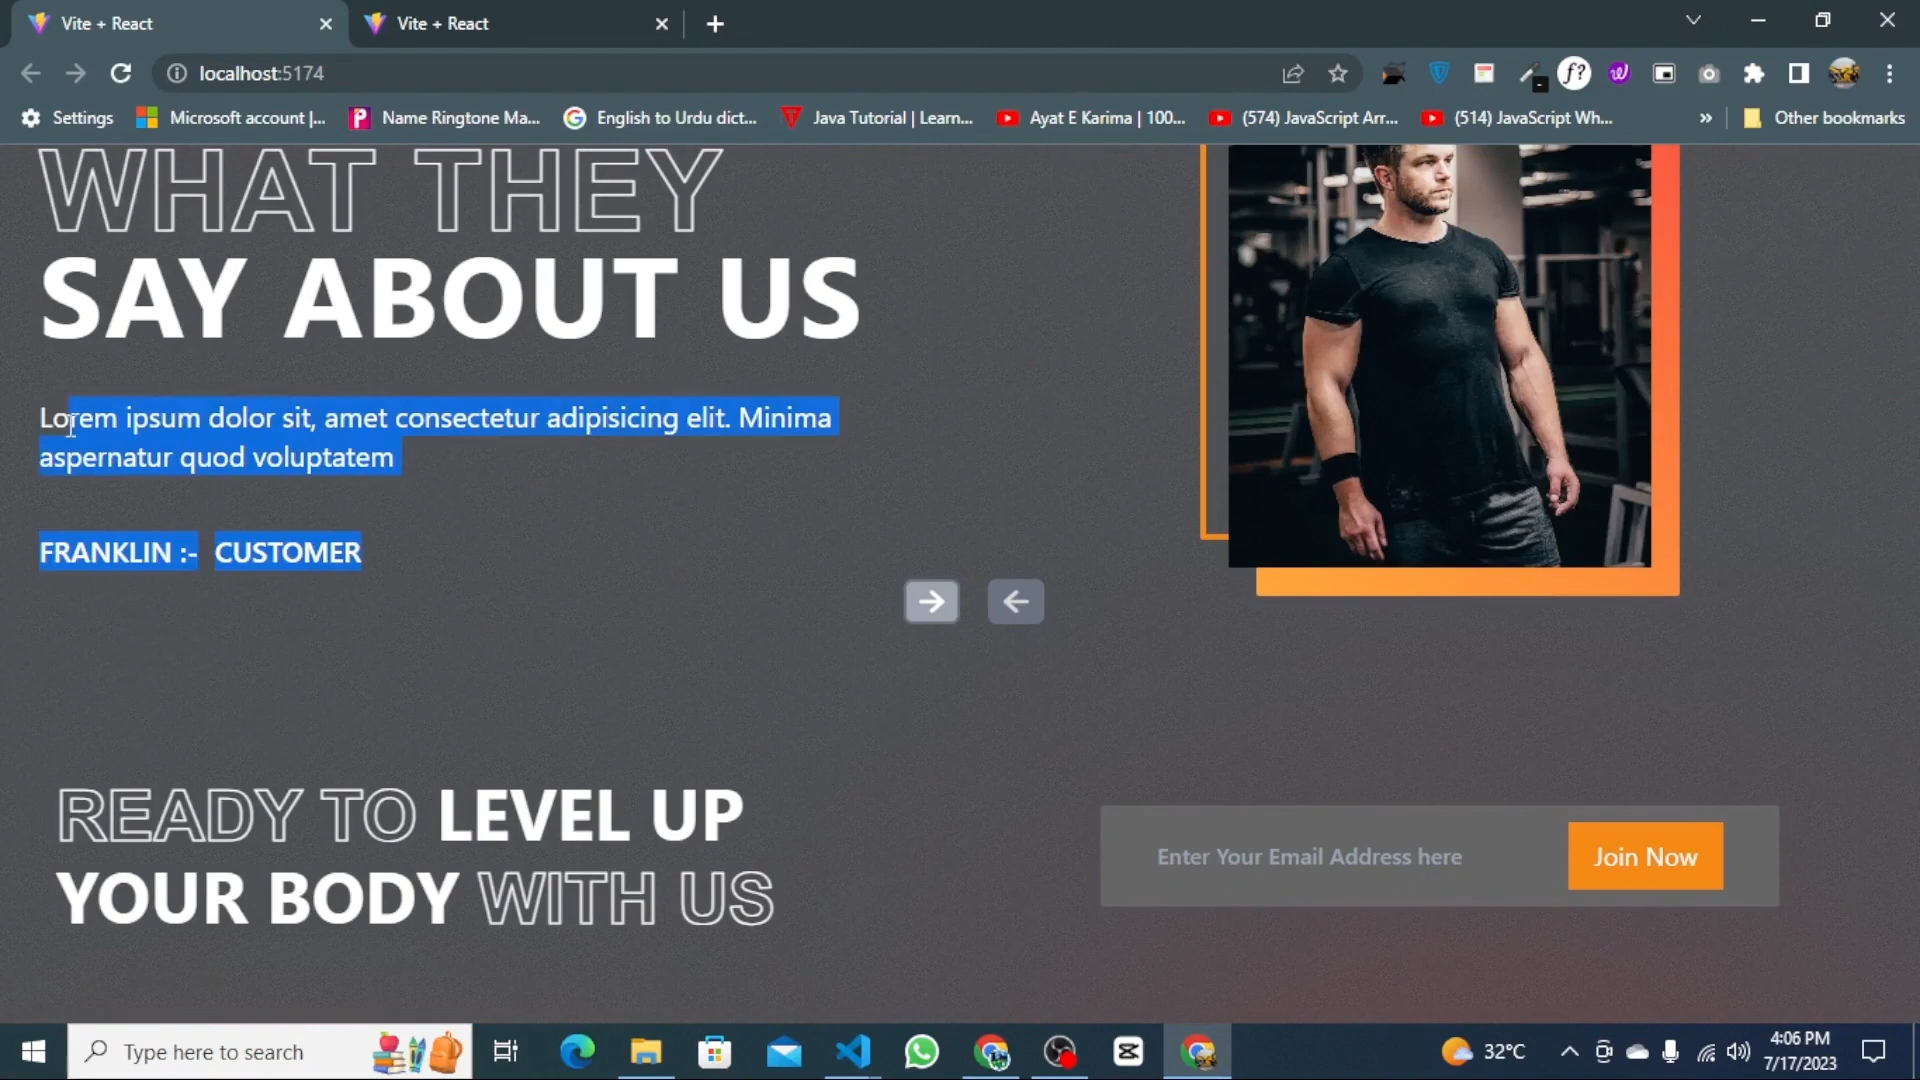 Vite + React
Vite + React
localhost:5174
Settings
Microsoft account |...
Name Ringtone Ma...
English to Urdu dict...
Java Tutorial | Learn...
Ayat E Karima | 100...
(574) JavaScript Arr...
(514) JavaScript Wh...
Other bookmarks
WHAT THEY
SAY ABOUT US
Lorem ipsum dolor sit, amet consectetur adipisicing elit. Minima
aspernatur quod voluptatem
FRANKLIN :- CUSTOMER
READY TO LEVEL UP
YOUR BODY WITH US
Enter Your Email Address here
Join Now
Type here to search
32°C
4:06 PM
7/17/2023